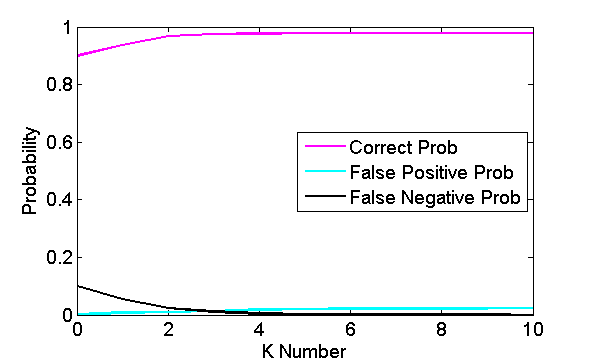 1
0.8
0.6
0.4
0.2
0
Probability
Correct Prob
False Positive Prob
False Negative Prob
0 2 4 6 8 10
K Number